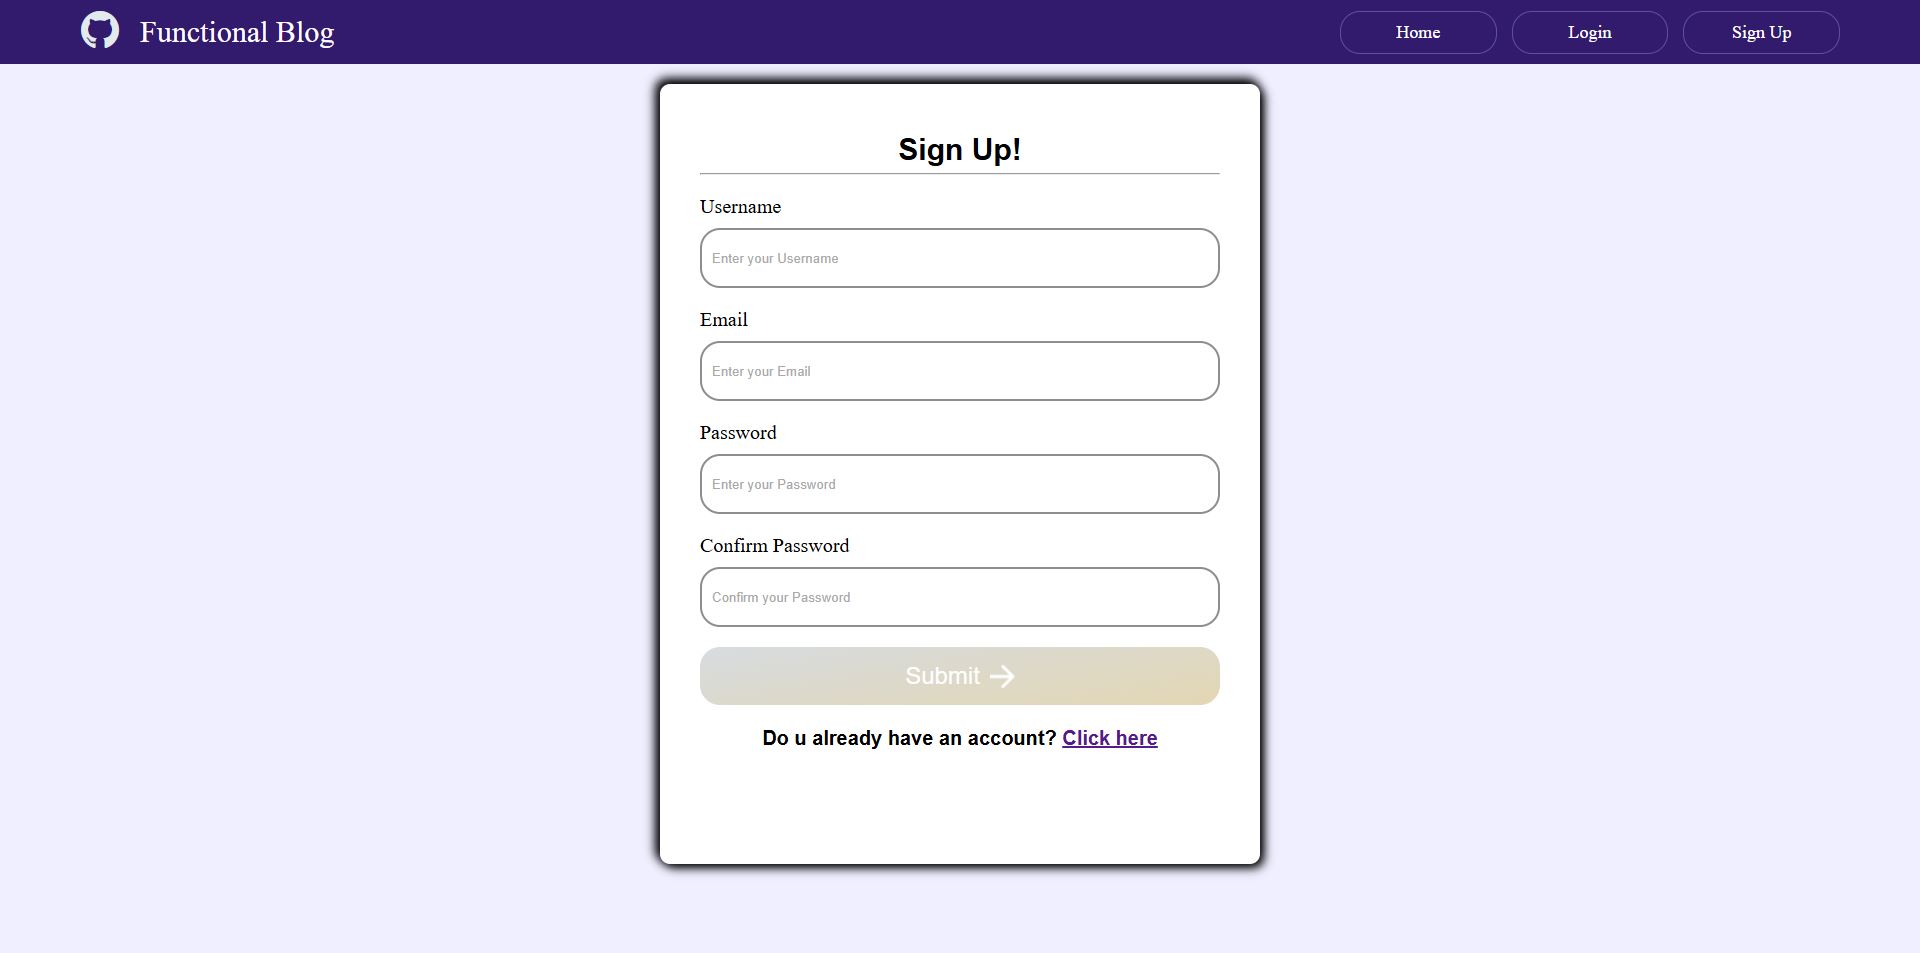 Functional Blog
Home
Login
Sign Up
Sign Up!
Username
Enter your Username
Email
Enter your Email
Password
Enter your Password
Confirm Password
Confirm your Password
Submit
Do u already have an account? Click here